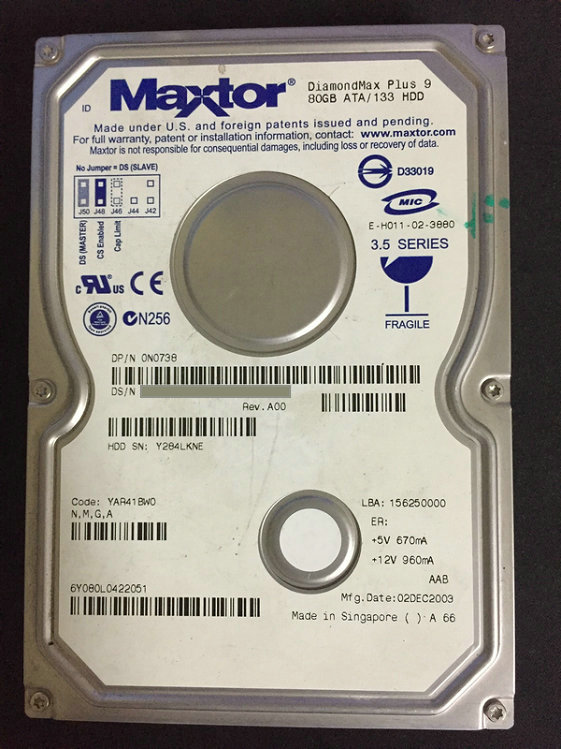 ID
Maxtor®
DiamondMax Plus 9
80GB ATA/133 HDD
Made under U.S. and foreign patents issued and pending.
For full warranty, patent or installation information, contact: www.maxtor.com
Maxtor is not responsible for consequential damages, including loss or recovery of data.
No Jumper = DS (SLAVE)
J50 J48 J46 J44 J42
DS (MASTER)
CS Enabled
Cap Limit
D33019
MIC
E-H011-02-3880
3.5 SERIES
FRAGILE
c RU us CE
N256
DP/N 0N0738
DS/N
Rev.A00
HDD SN: Y284LKNE
Code: YAR41BW0
N,M,G,A
6Y080L0422051
LBA: 156250000
ER:
+5V 670mA
+12V 960mA
AAB
Mfg.Date:02DEC2003
Made in Singapore ( ) A 66